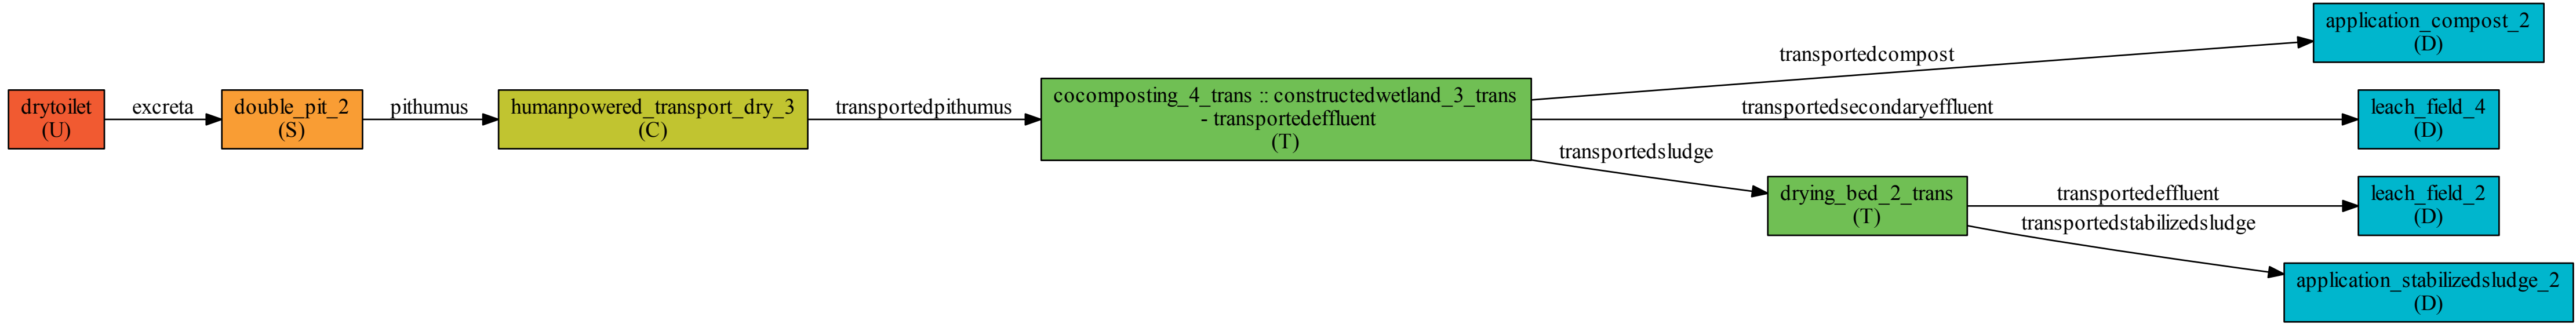 drytoilet
(U)
excreta
double_pit_2
(S)
pithumus
humanpowered_transport_dry_3
(C)
transportedpithumus
cocomposting_4_trans :: constructedwetland_3_trans
- transportedeffluent
(T)
transportedcompost
application_compost_2
(D)
transportedsecondaryeffluent
leach_field_4
(D)
transportedsludge
drying_bed_2_trans
(T)
transportedeffluent
leach_field_2
(D)
transportedstabilizedsludge
application_stabilizedsludge_2
(D)